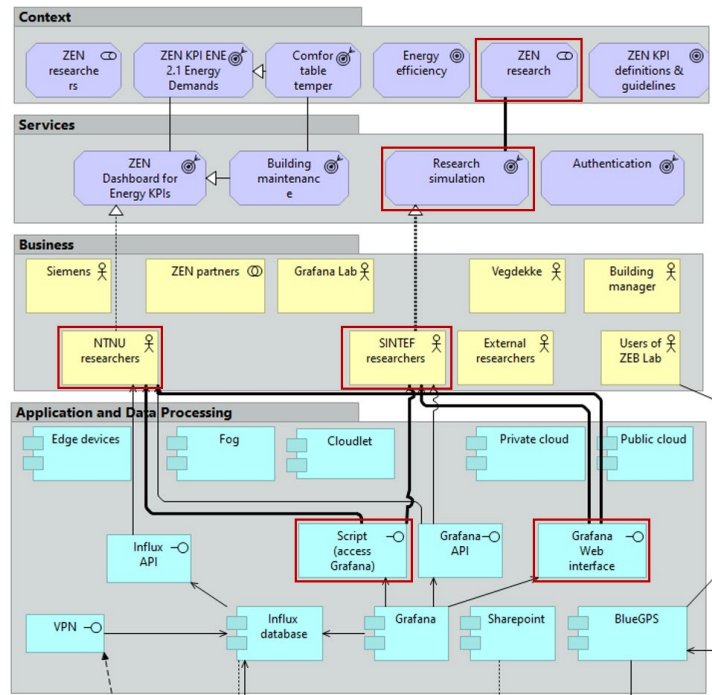 Context
ZEN
researche
rs
ZEN KPI ENE
2.1 Energy
Demands
Comfor
table
temper
Energy
efficiency
ZEN
research
ZEN KPI
definitions &
guidelines
Services
ZEN
Dashboard for
Energy KPIs
Building
maintenanc
e
Research
simulation
Authentication
Business
Siemens
ZEN partners
Grafana Lab
Vegdekke
Building
manager
NTNU
researchers
SINTEF
researchers
External
researchers
Users of
ZEB Lab
Application and Data Processing
Edge devices
Fog
Cloudlet
Private cloud
Public cloud
Influx
API
Script
(access
Grafana)
Grafana
API
Grafana
Web
interface
VPN
Influx
database
Grafana
Sharepoint
BlueGPS